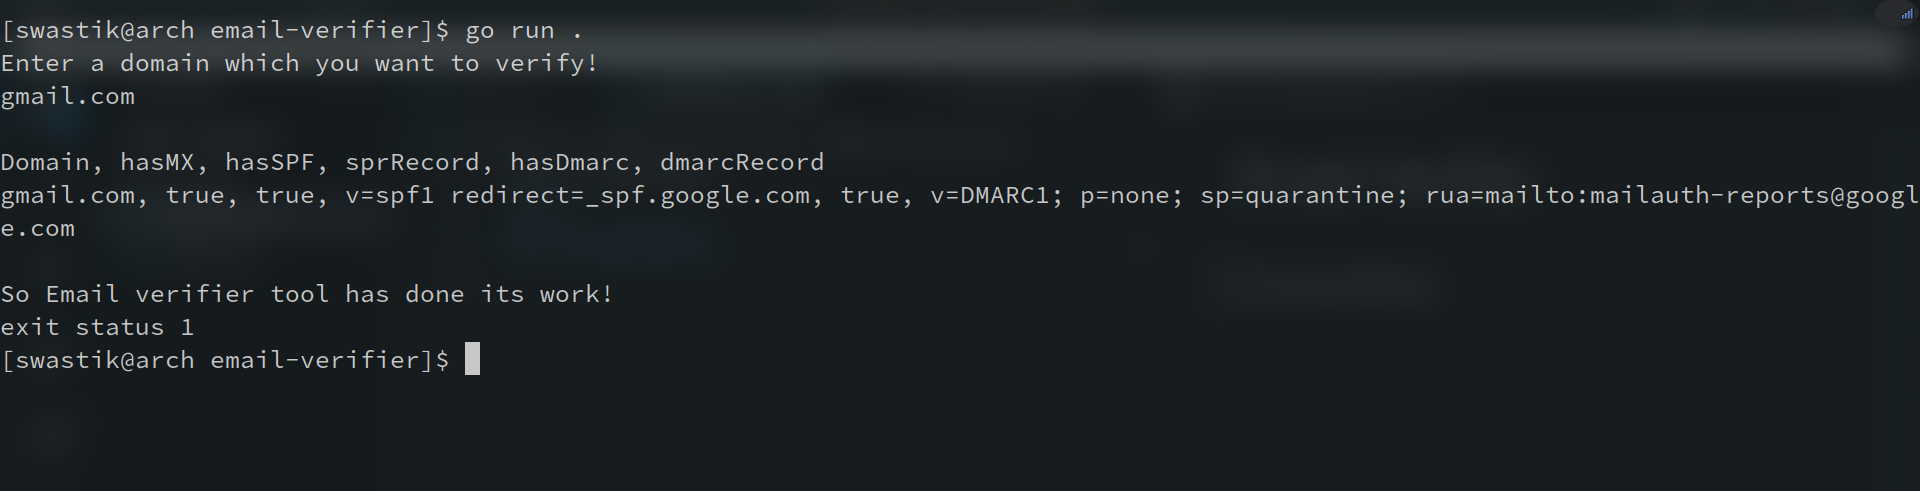 [swastik@arch email-verifier]$ go run .
Enter a domain which you want to verify!
gmail.com
Domain, hasMX, hasSPF, sprRecord, hasDmarc, dmarcRecord
gmail.com, true, true, v=spf1 redirect=_spf.google.com, true, v=DMARC1; p=none; sp=quarantine; rua=mailto:mailauth-reports@googl
e.com
So Email verifier tool has done its work!
exit status 1
[swastik@arch email-verifier]$